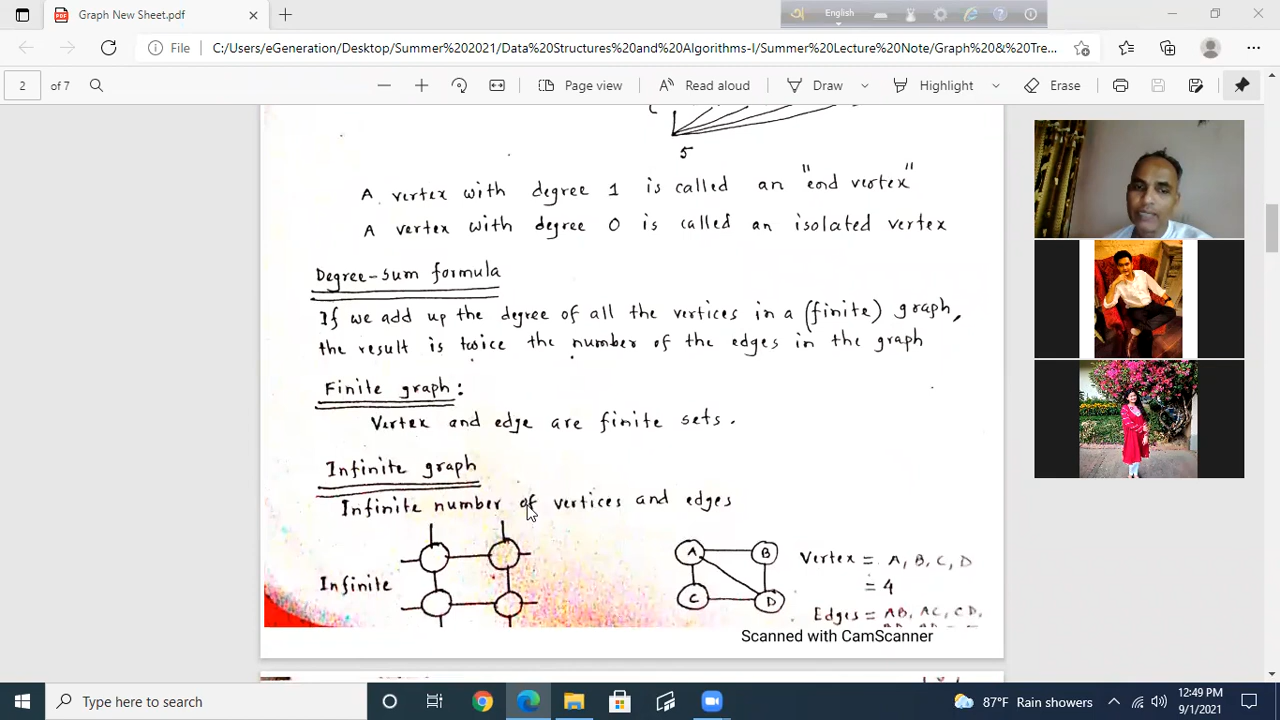 Graph New Sheet.pdf
English
File
C:/Users/eGeneration/Desktop/Summer%202021/Data%20Structures%20and%20Algorithms-I/Summer%20Lecture%20Note/Graph%20&%20Tre...
2 of 7
Page view
Read aloud
Draw
Highlight
Erase
5
A vertex with degree 1 is called an "end vertex"
A vertex with degree 0 is called an isolated vertex
Degree-sum formula
If we add up the degree of all the vertices in a (finite) graph,
the result is twice the number of the edges in the graph
Finite graph:
Vertex and edge are finite sets.
Infinite graph
Infinite number of vertices and edges
A B
Vertex = A, B, C, D
Infinite
= 4
C D
Edges = AB, AC, CD,
Scanned with CamScanner
Type here to search
87°F Rain showers
12:49 PM
9/1/2021